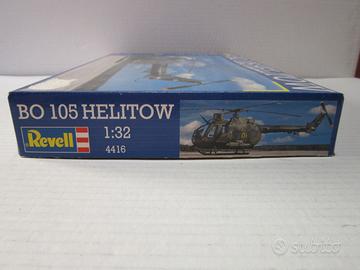 BO 105 HELITOW
Revell
1:32
4416
subito